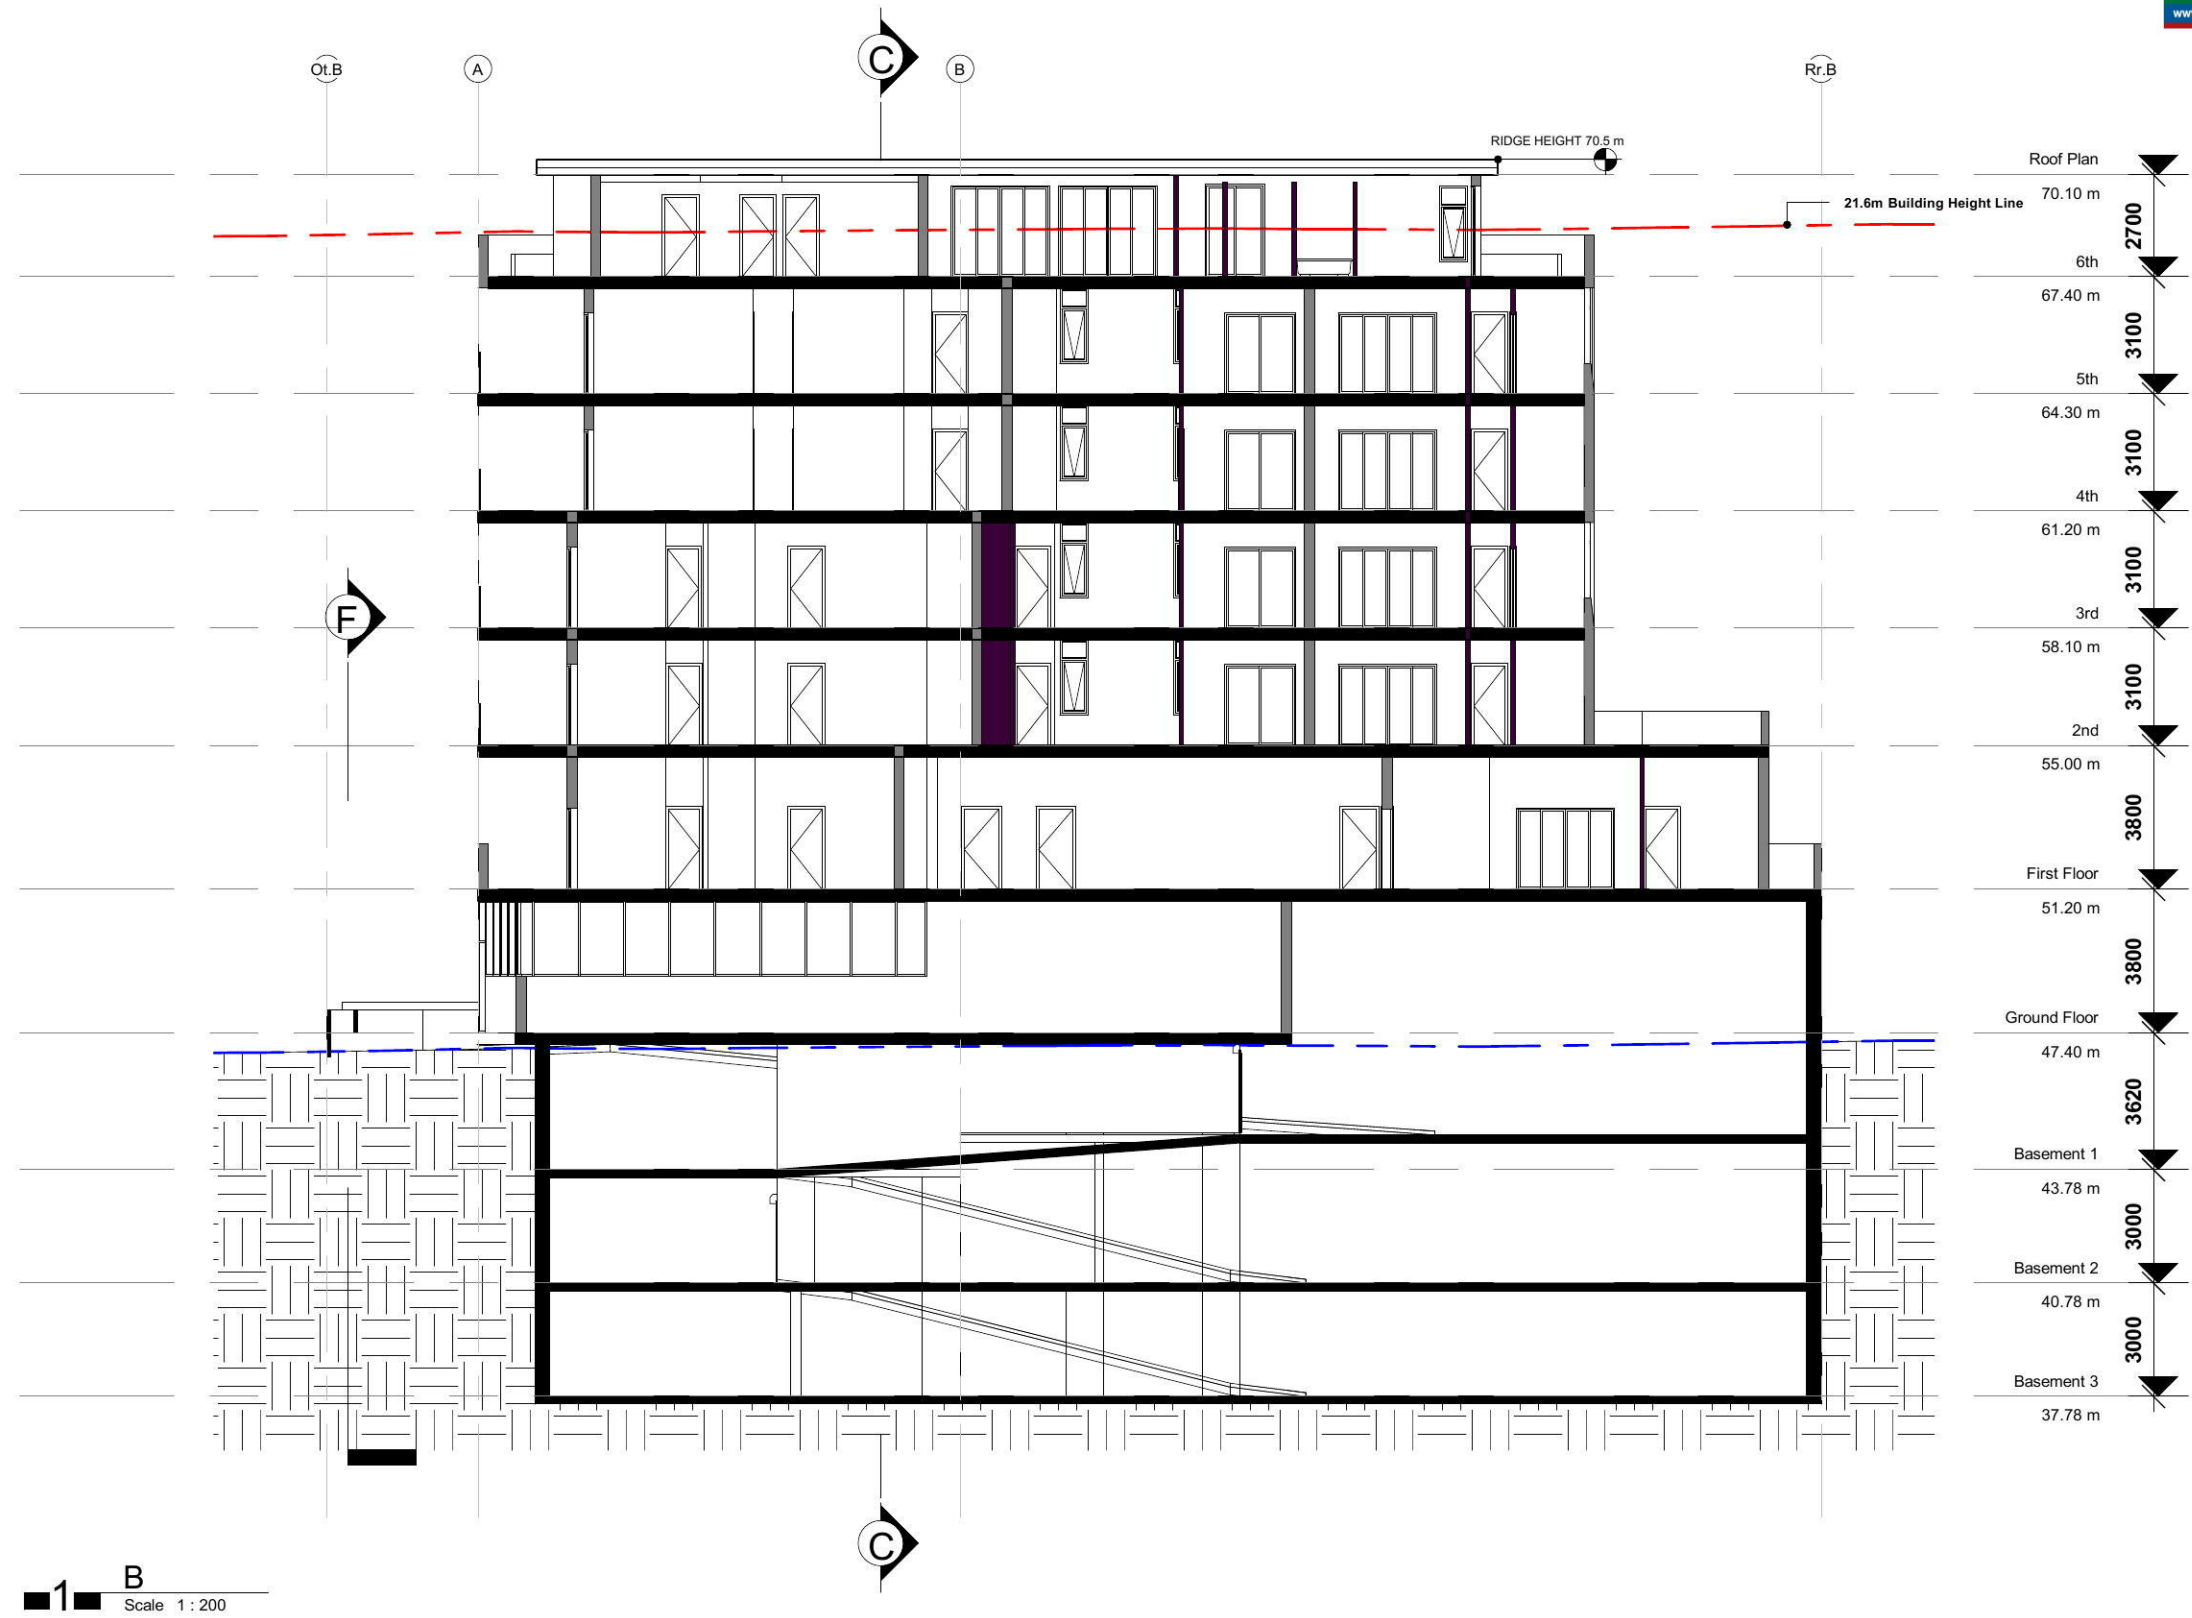 ww
C
Ot.B
A
B
Rr.B
RIDGE HEIGHT 70.5 m
Roof Plan
70.10 m
21.6m Building Height Line
2700
6th
67.40 m
3100
5th
64.30 m
3100
4th
61.20 m
3100
F
3rd
58.10 m
3100
2nd
55.00 m
3800
First Floor
51.20 m
3800
Ground Floor
47.40 m
3620
Basement 1
43.78 m
3000
Basement 2
40.78 m
3000
Basement 3
37.78 m
C
1
B
Scale 1 : 200